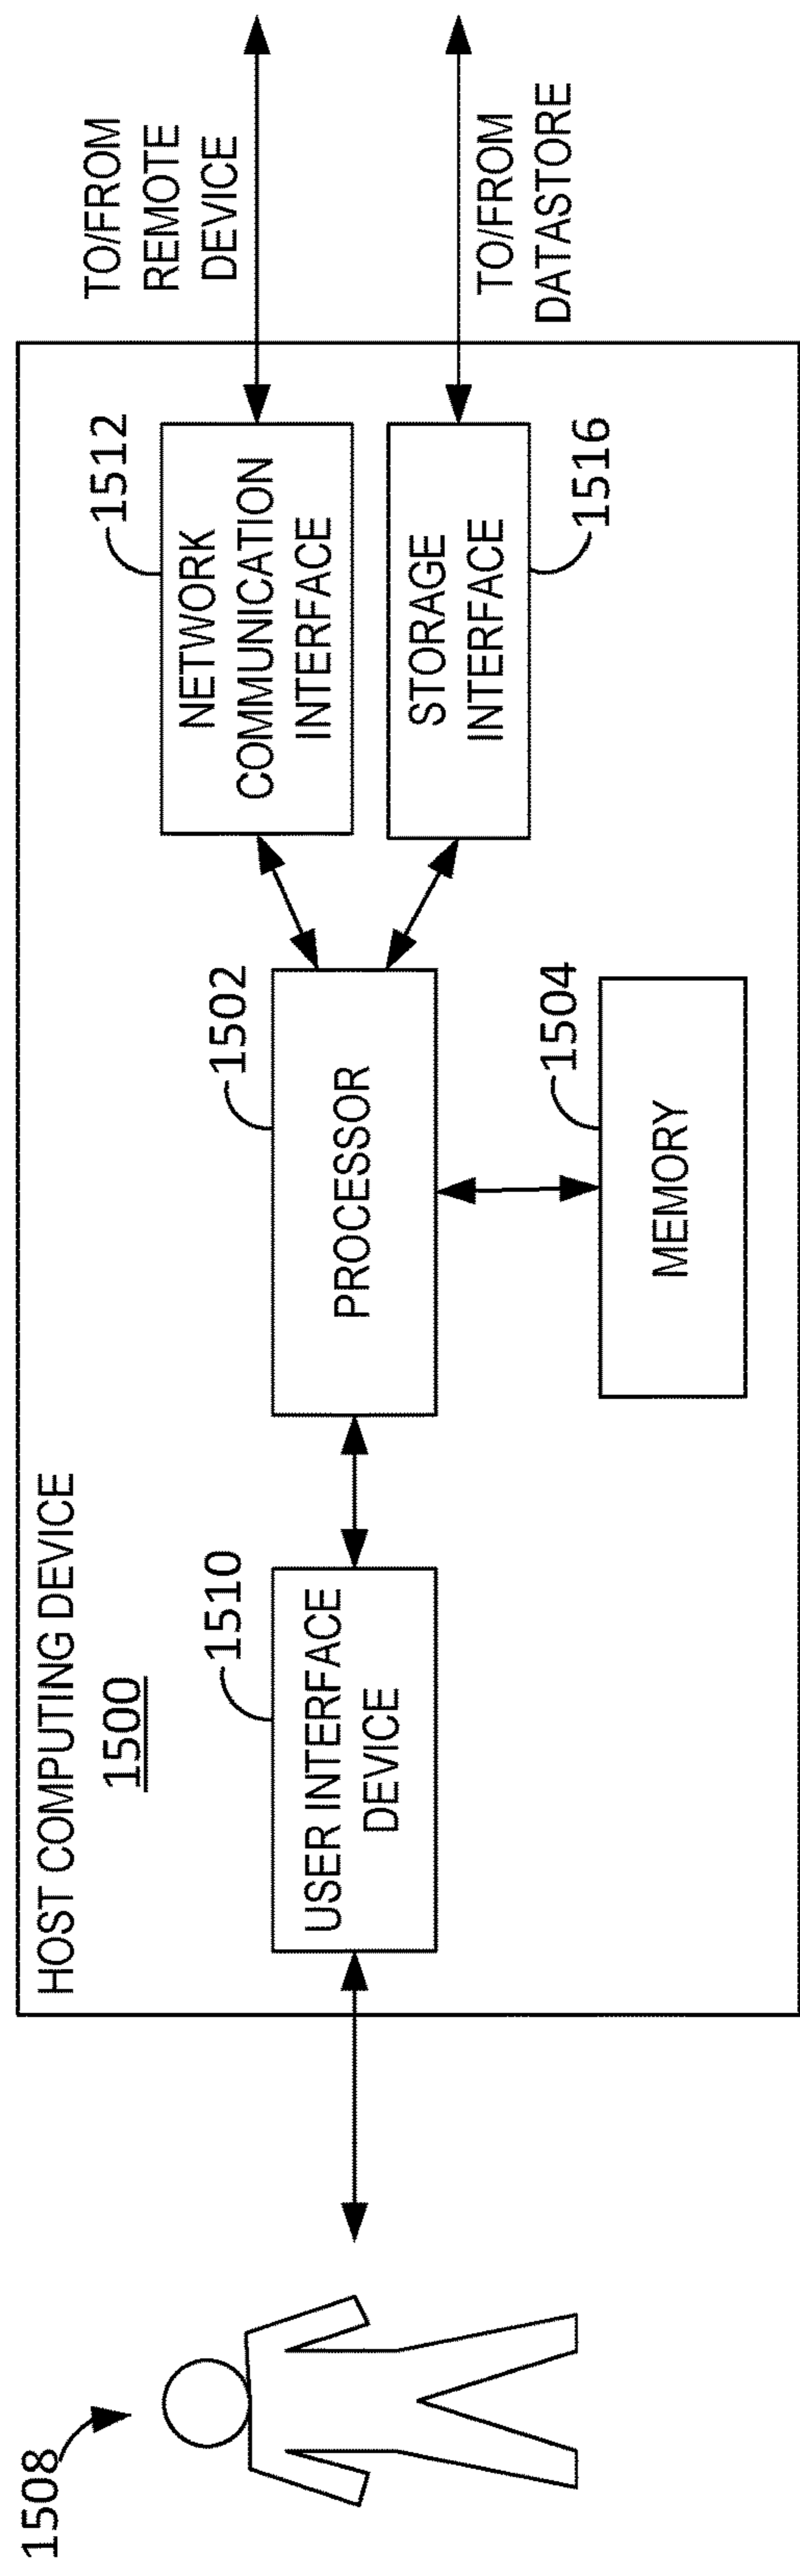 HOST COMPUTING DEVICE
1500
1508
1510
USER INTERFACE
DEVICE
1502
PROCESSOR
1504
MEMORY
1512
NETWORK
COMMUNICATION
INTERFACE
STORAGE
INTERFACE
1516
TO/FROM
REMOTE
DEVICE
TO/FROM
DATASTORE